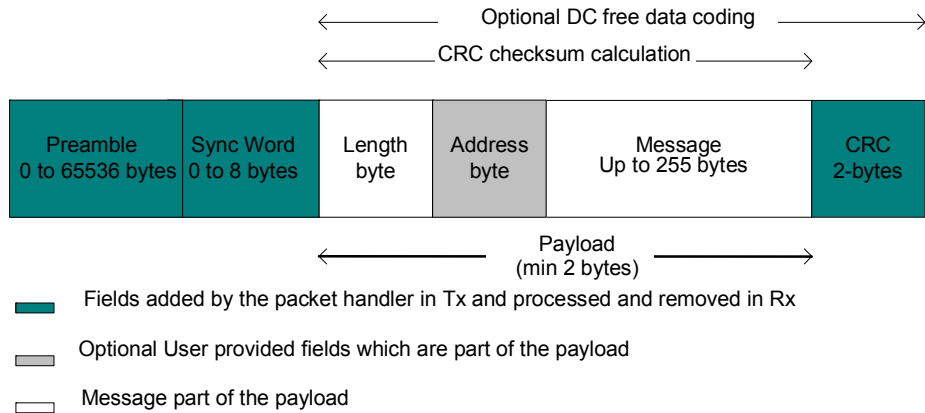 Optional DC free data coding
CRC checksum calculation
Preamble
0 to 65536 bytes
Sync Word
0 to 8 bytes
Length
byte
Address
byte
Message
Up to 255 bytes
CRC
2-bytes
Payload
(min 2 bytes)
Fields added by the packet handler in Tx and processed and removed in Rx
Optional User provided fields which are part of the payload
Message part of the payload